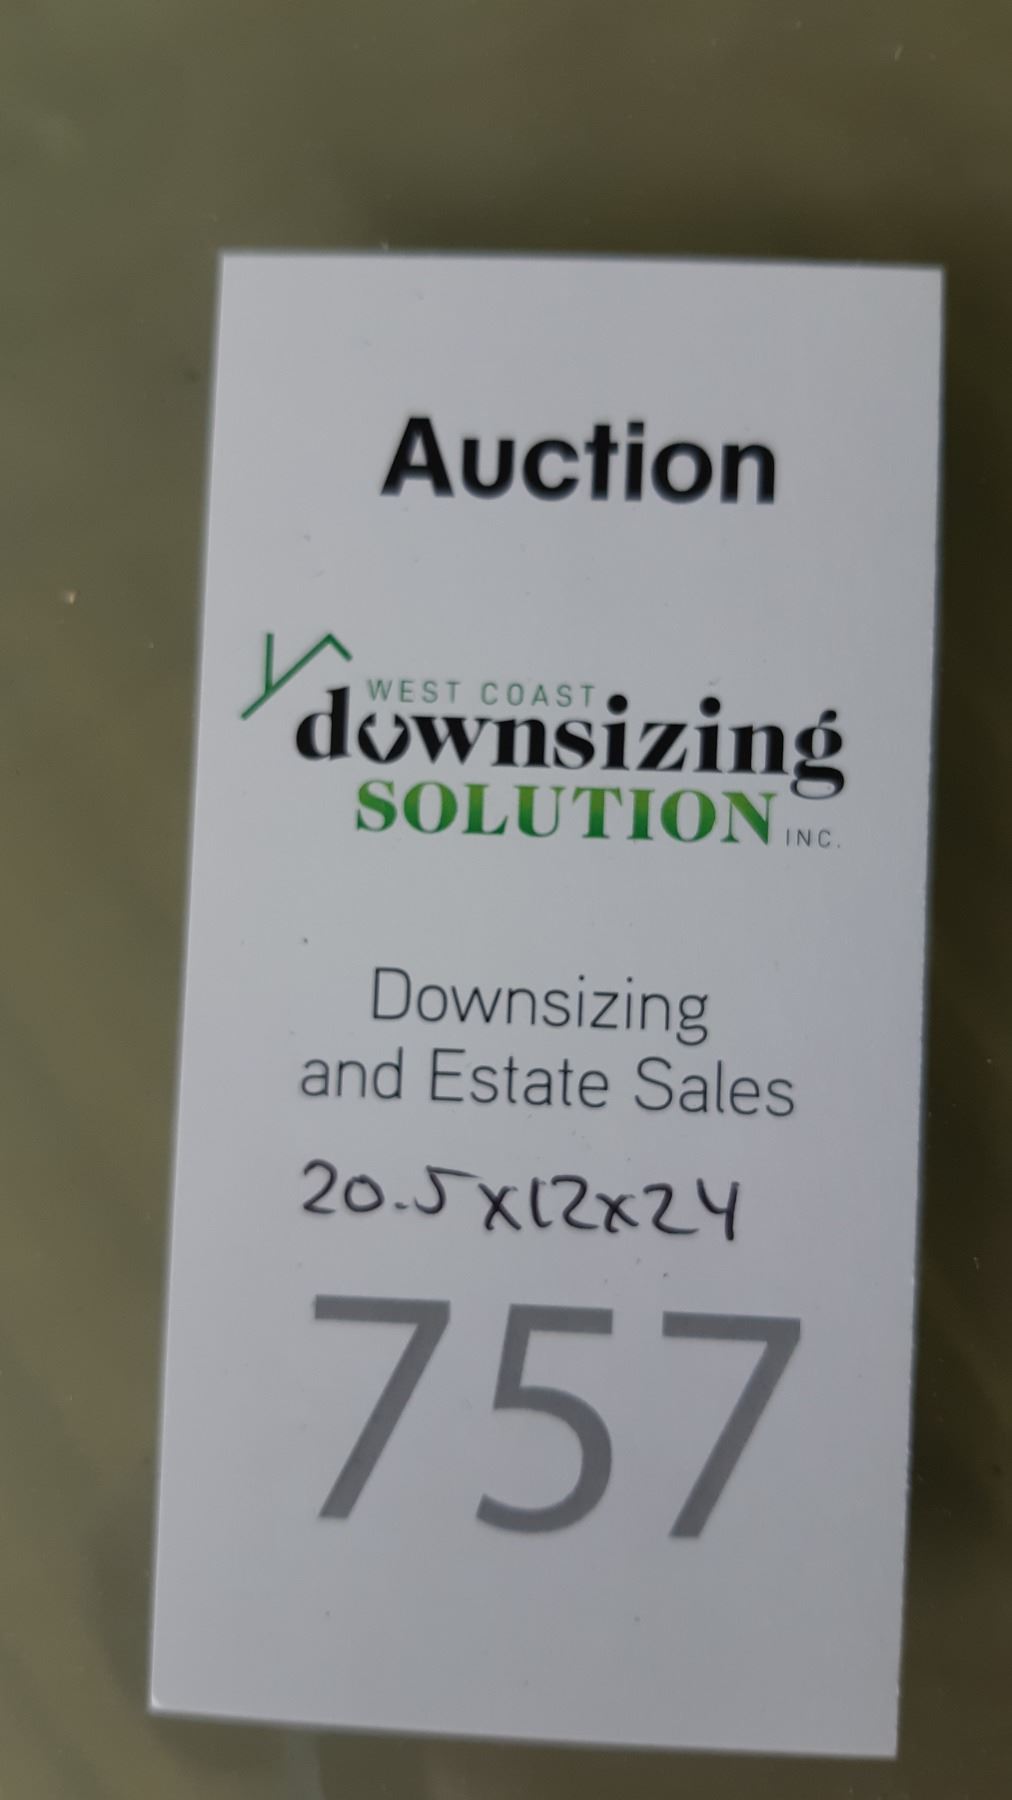 Auction
WEST COAST
downsizing
SOLUTION INC.
Downsizing
and Estate Sales
20.5x12x24
757